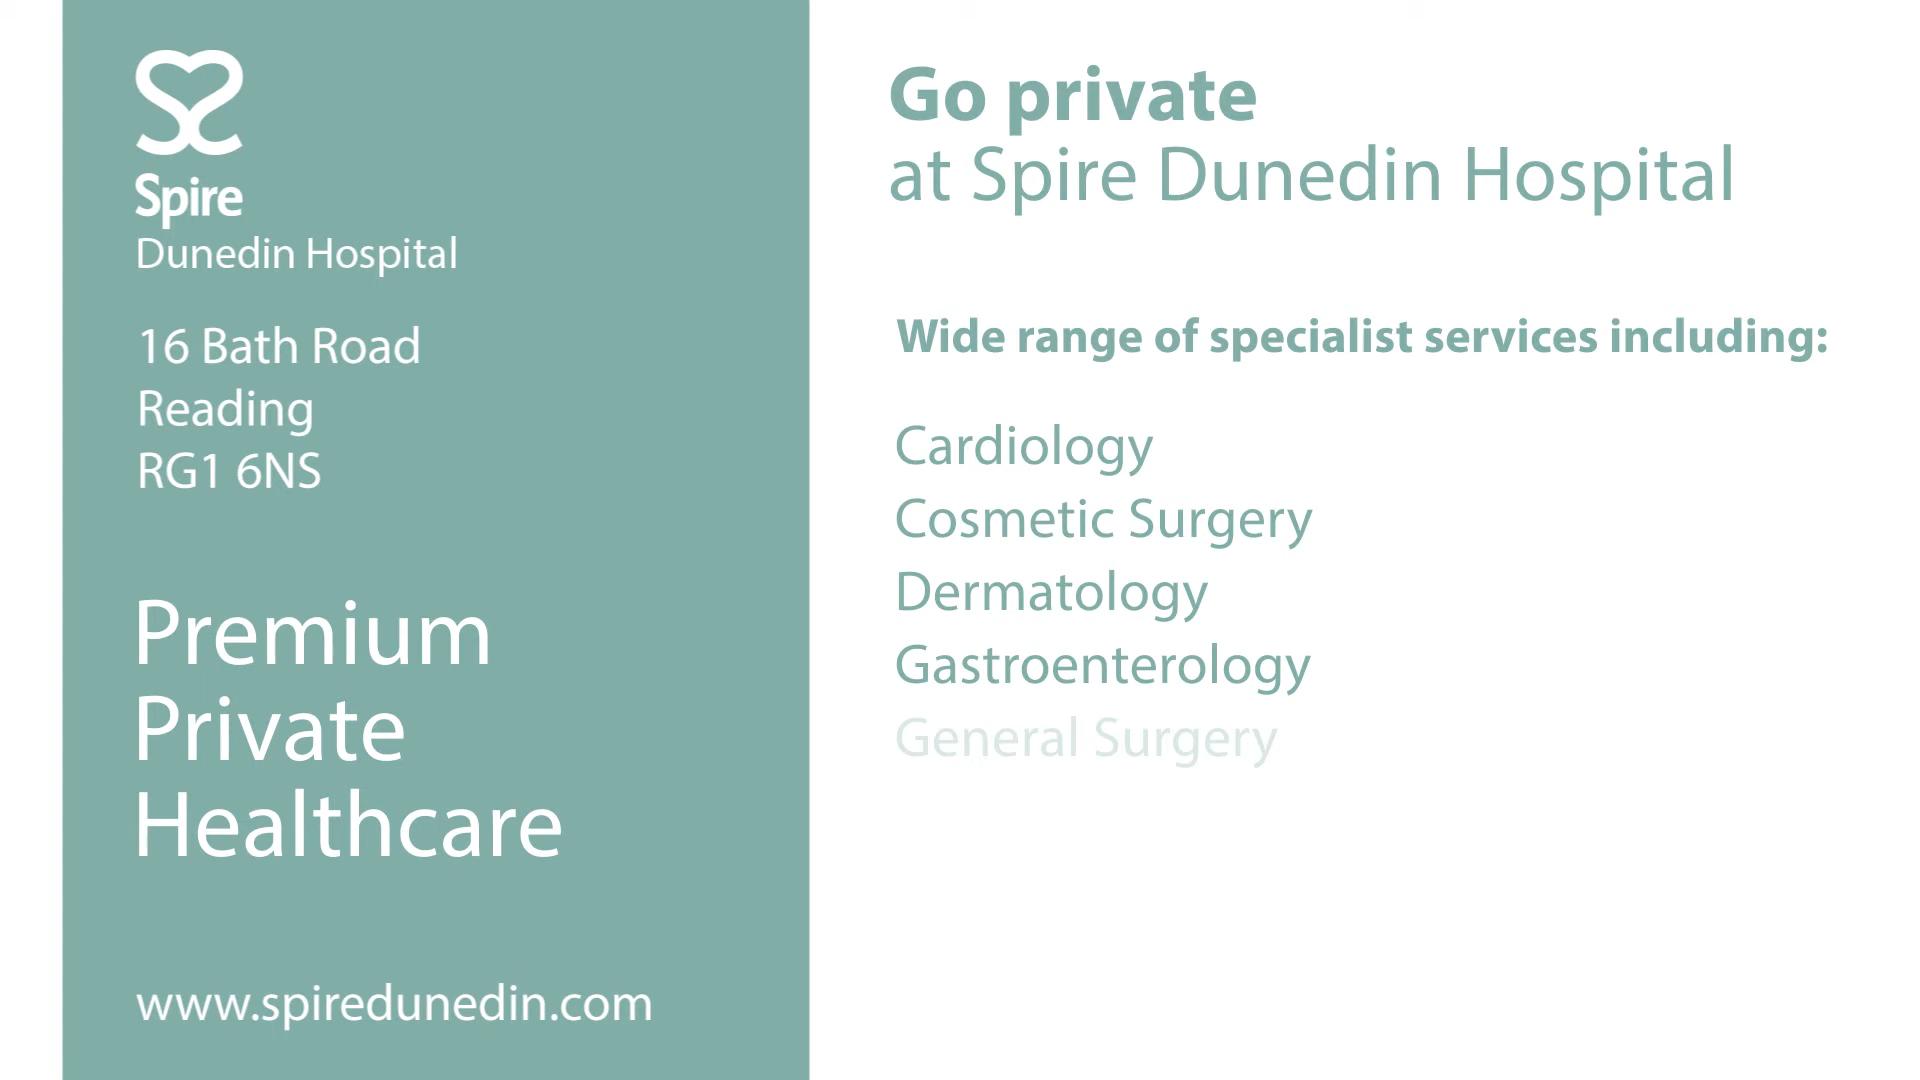 Spire
Dunedin Hospital
16 Bath Road
Reading
RG1 6NS
Premium
Private
Healthcare
www.spiredunedin.com
Go private
at Spire Dunedin Hospital
Wide range of specialist services including:
Cardiology
Cosmetic Surgery
Dermatology
Gastroenterology
General Surgery